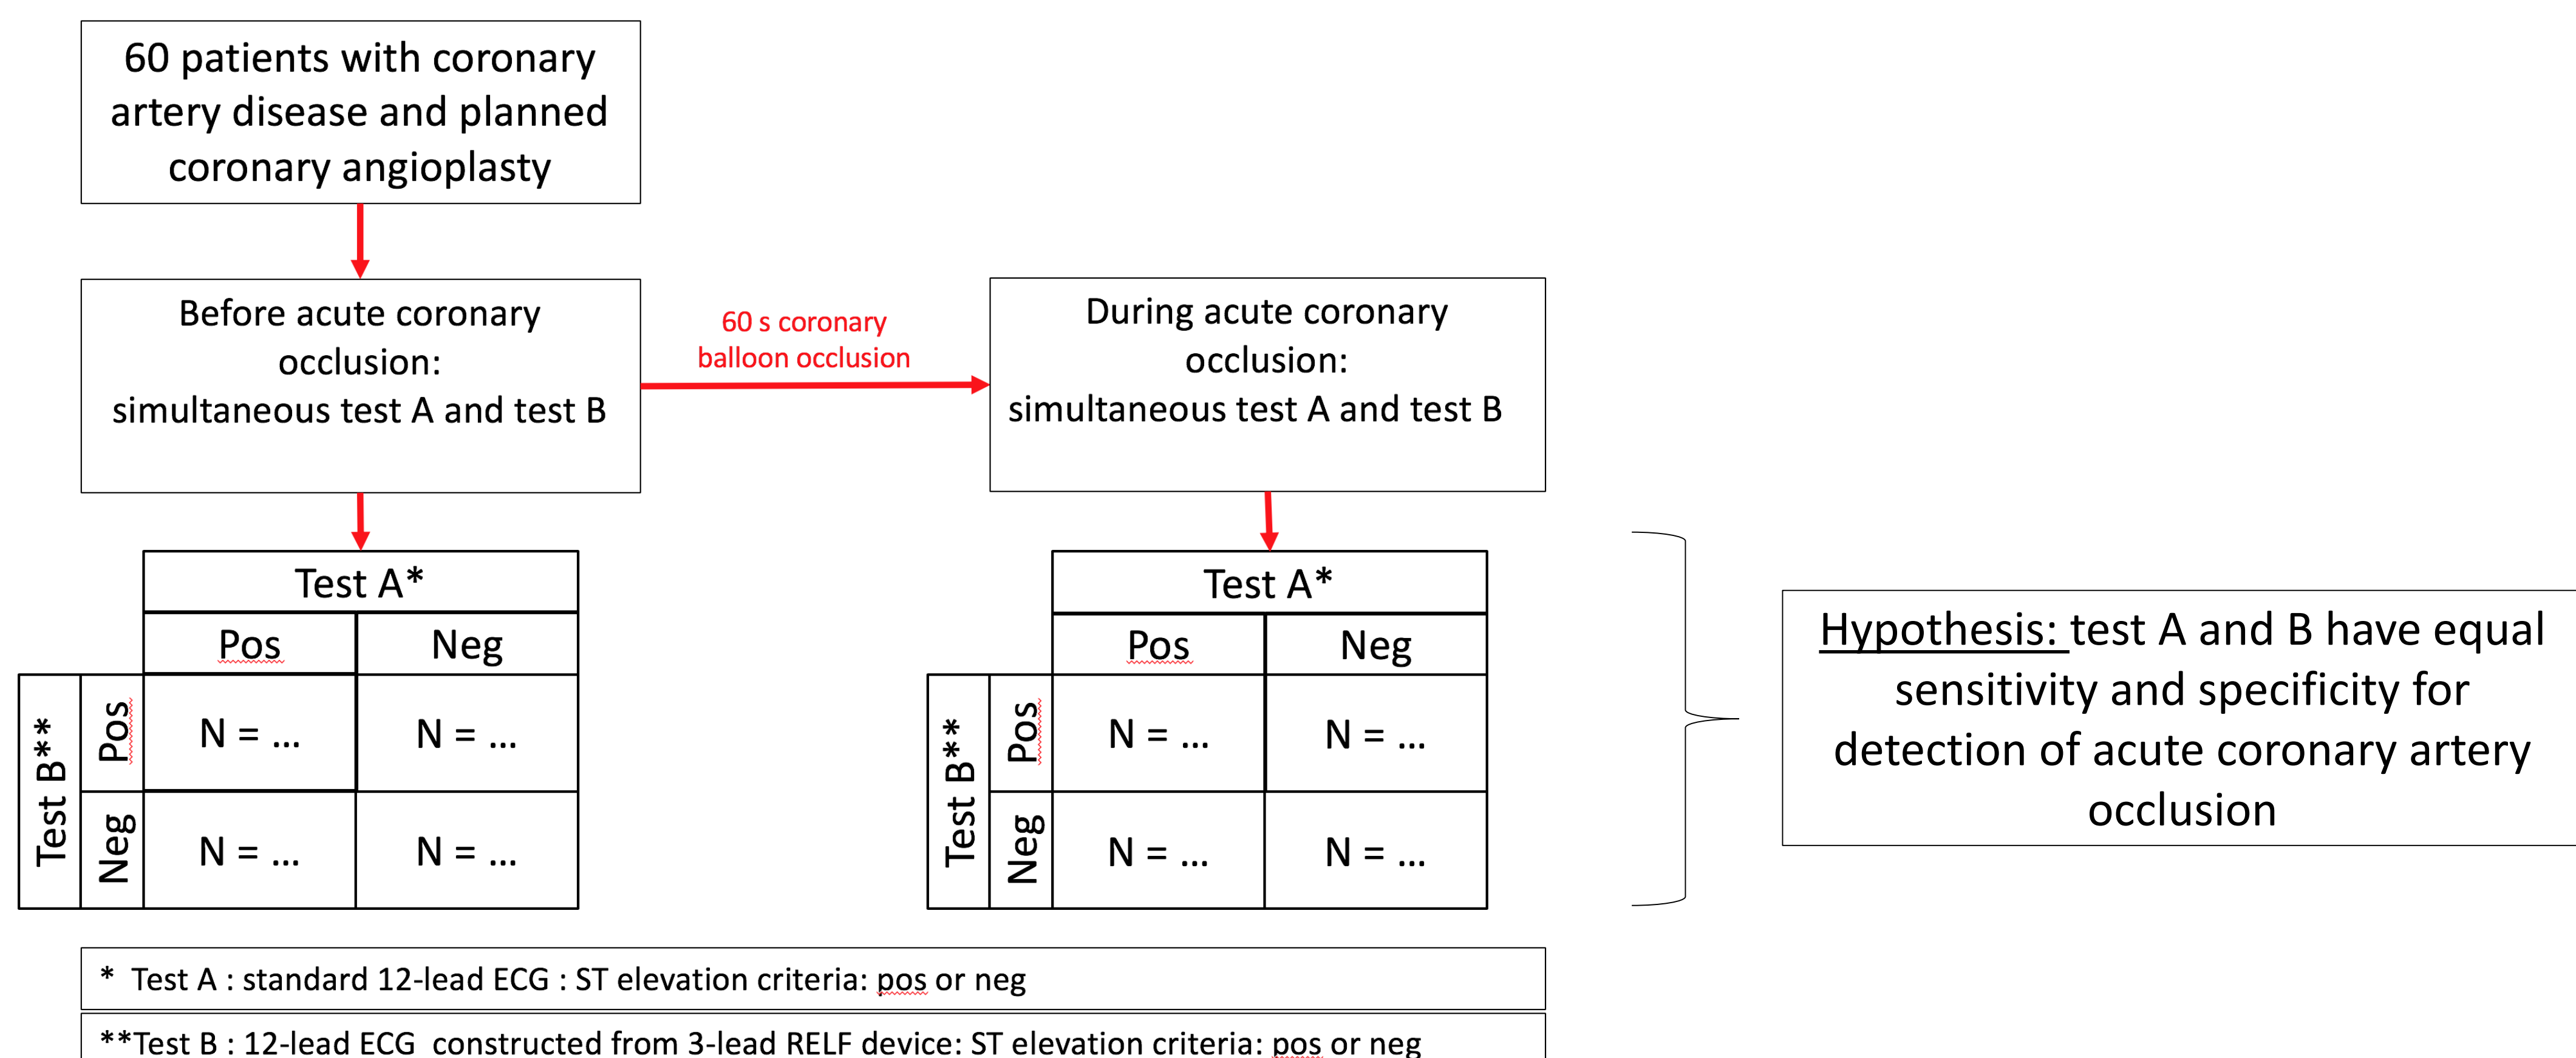 60 patients with coronary
artery disease and planned
coronary angioplasty
Before acute coronary
occlusion:
simultaneous test A and test B
60 s coronary
balloon occlusion
During acute coronary
occlusion:
simultaneous test A and test B
Test A*
Pos Neg
Test B**
Pos
N = ... N = ...
Neg
N = ... N = ...
Test A*
Pos Neg
Test B**
Pos
N = ... N = ...
Neg
N = ... N = ...
Hypothesis: test A and B have equal
sensitivity and specificity for
detection of acute coronary artery
occlusion
* Test A : standard 12-lead ECG : ST elevation criteria: pos or neg
**Test B : 12-lead ECG constructed from 3-lead RELF device: ST elevation criteria: pos or neg